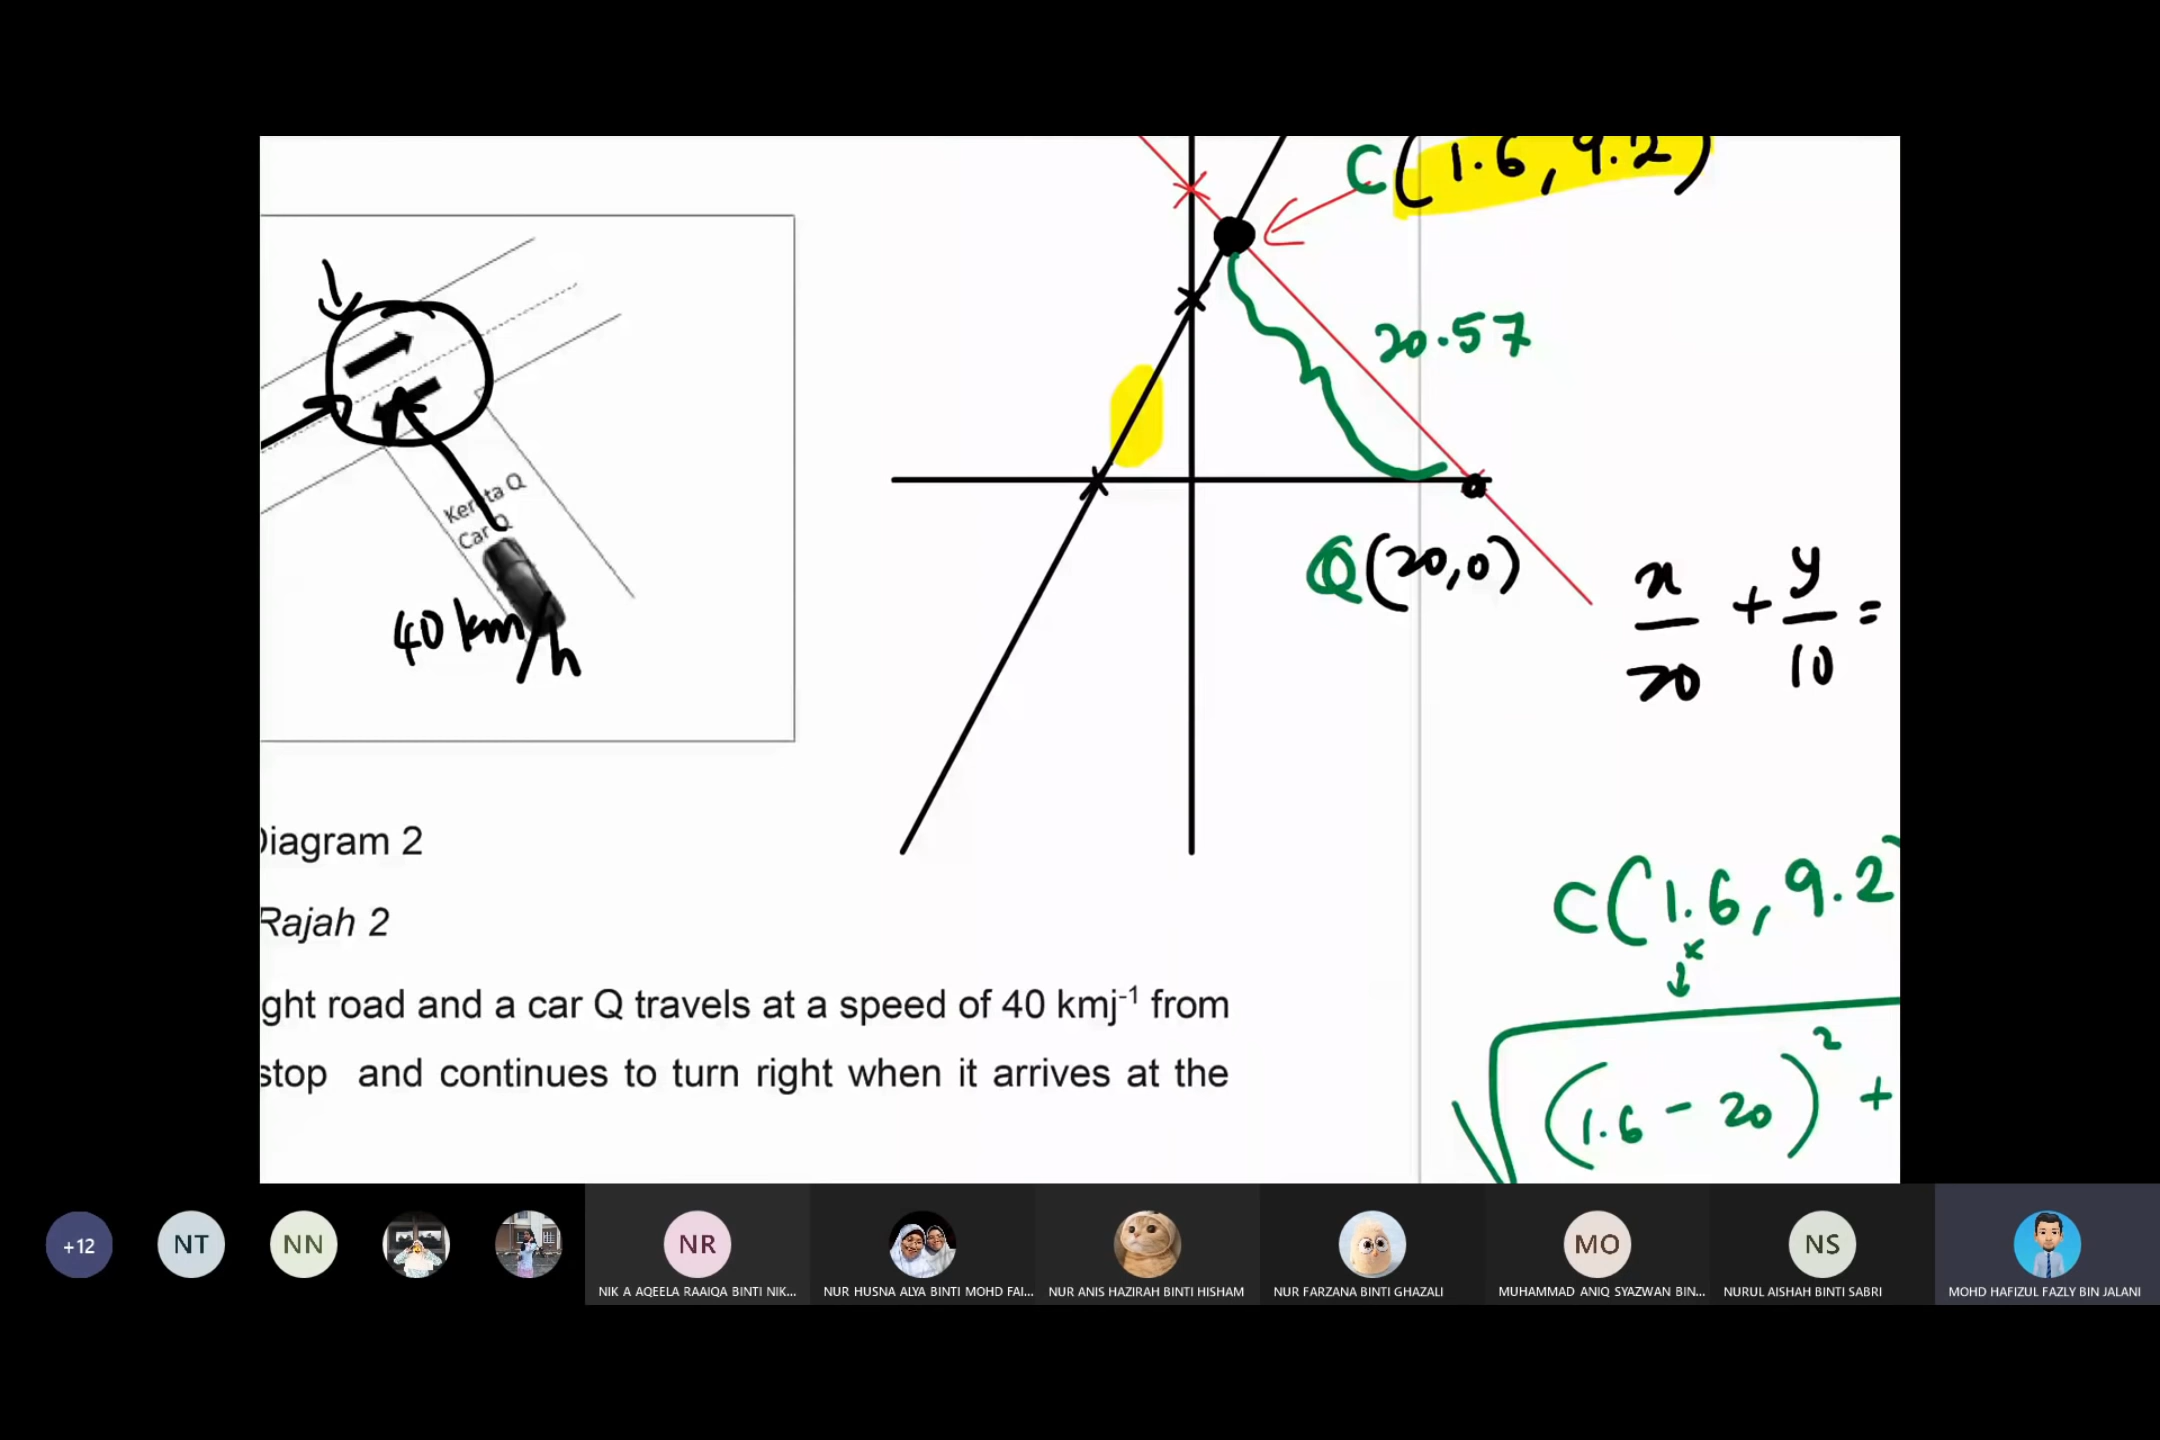 C(1.6, 9.2)
20.57
Kereta Q
Car Q
40 km/h
Q(20,0)
x/20 + y/10 =
Diagram 2
Rajah 2
C(1.6, 9.2
x
ght road and a car Q travels at a speed of 40 kmj-1 from
stop and continues to turn right when it arrives at the
√(1.6 - 20)² +
+12
NT
NN
NR
MO
NS
NIK A AQEELA RAAIQA BINTI NIK...
NUR HUSNA ALYA BINTI MOHD FAI...
NUR ANIS HAZIRAH BINTI HISHAM
NUR FARZANA BINTI GHAZALI
MUHAMMAD ANIQ SYAZWAN BIN...
NURUL AISHAH BINTI SABRI
MOHD HAFIZUL FAZLY BIN JALANI